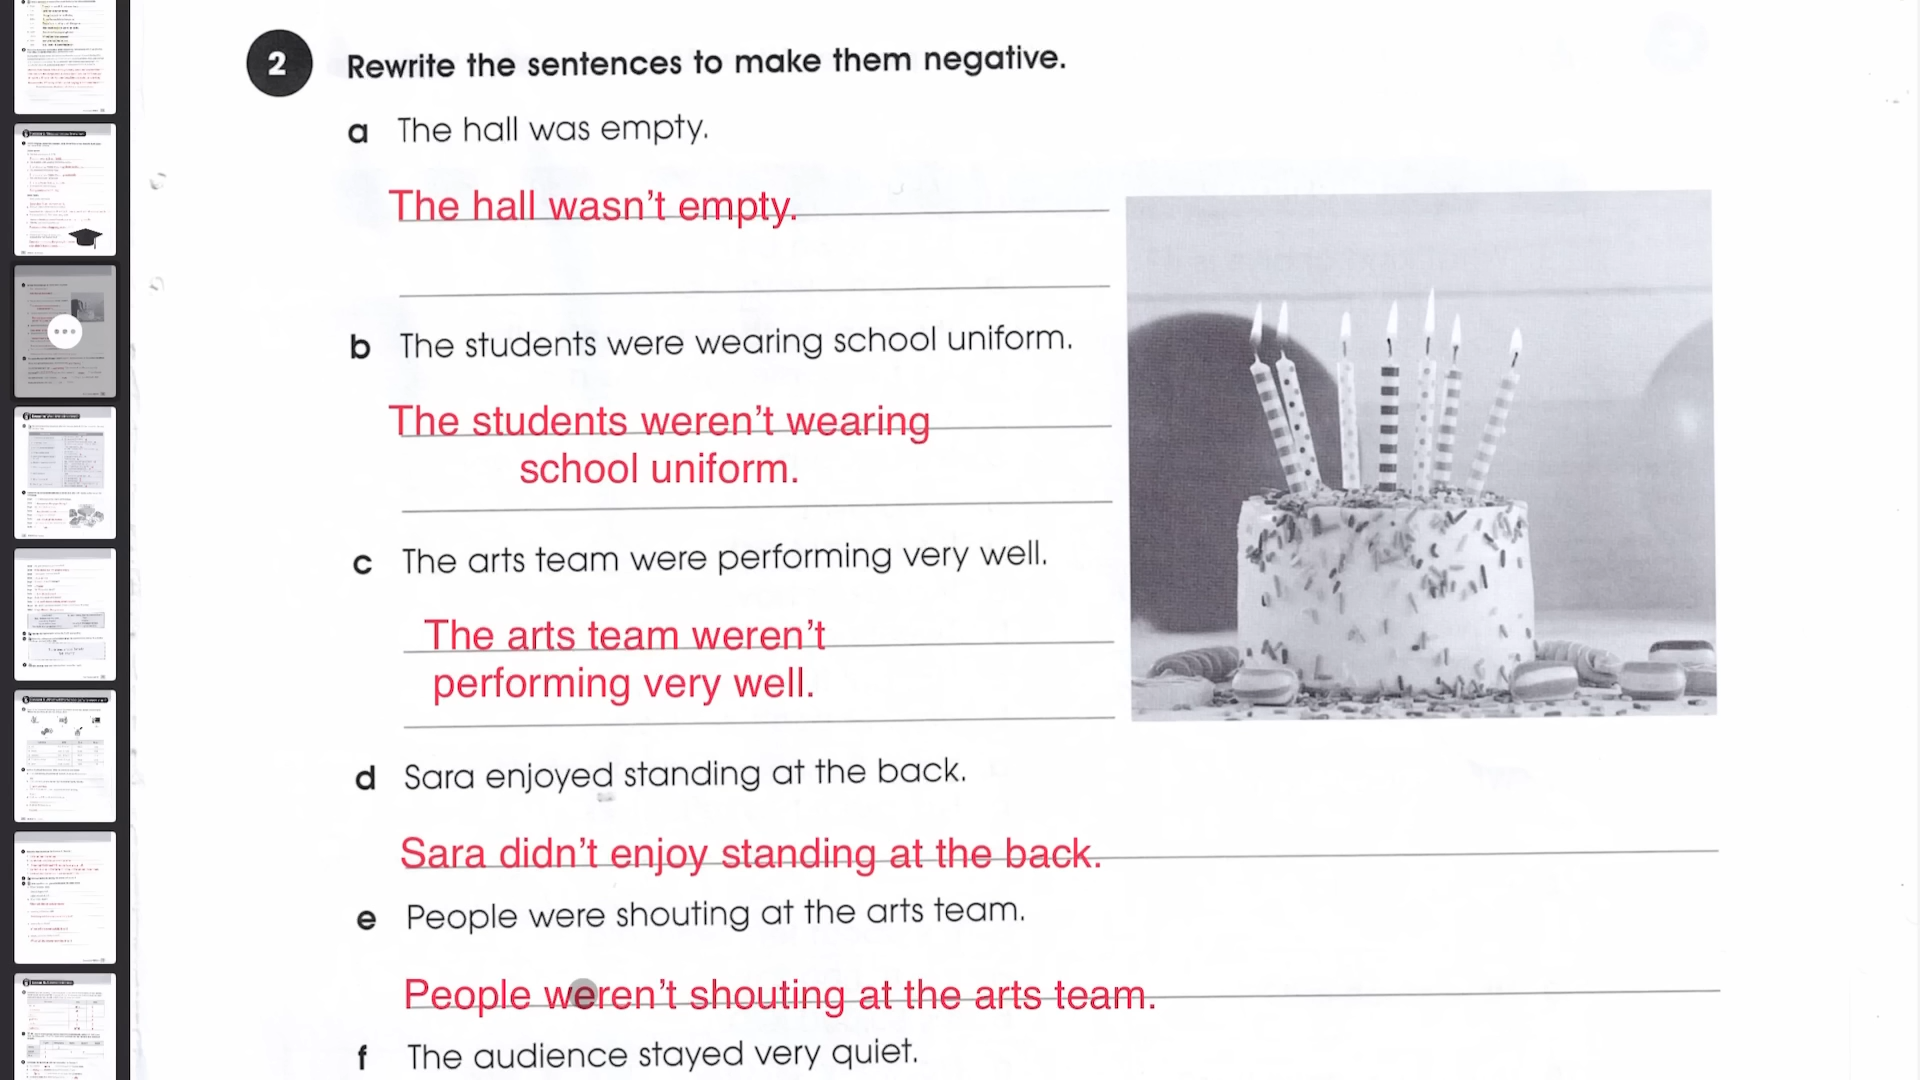 2 Rewrite the sentences to make them negative.
a The hall was empty.
The hall wasn't empty.
b The students were wearing school uniform.
The students weren't wearing
school uniform.
c The arts team were performing very well.
The arts team weren't
performing very well.
d Sara enjoyed standing at the back.
Sara didn't enjoy standing at the back.
e People were shouting at the arts team.
People weren't shouting at the arts team.
f The audience stayed very quiet.